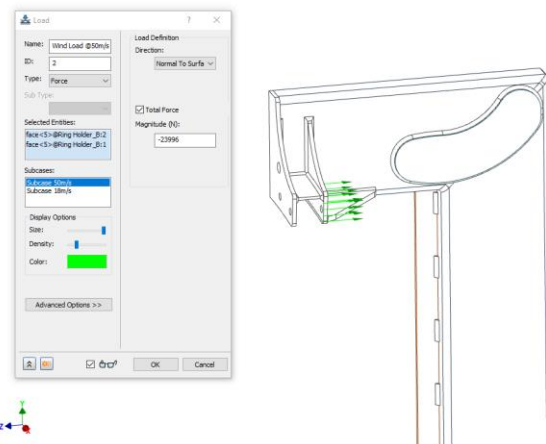 Load
Name: Wind Load @50m/s
ID: 2
Type: Force
Sub Type:
Selected Entities:
face<5>@Ring Holder_B:2
face<5>@Ring Holder_B:1
Subcases:
Subcase 50m/s
Subcase 18m/s
Display Options
Size:
Density:
Color:
Advanced Options >>
Load Definition
Direction:
Normal To Surfa
Total Force
Magnitude (N):
-23996
OK Cancel
Y
Z